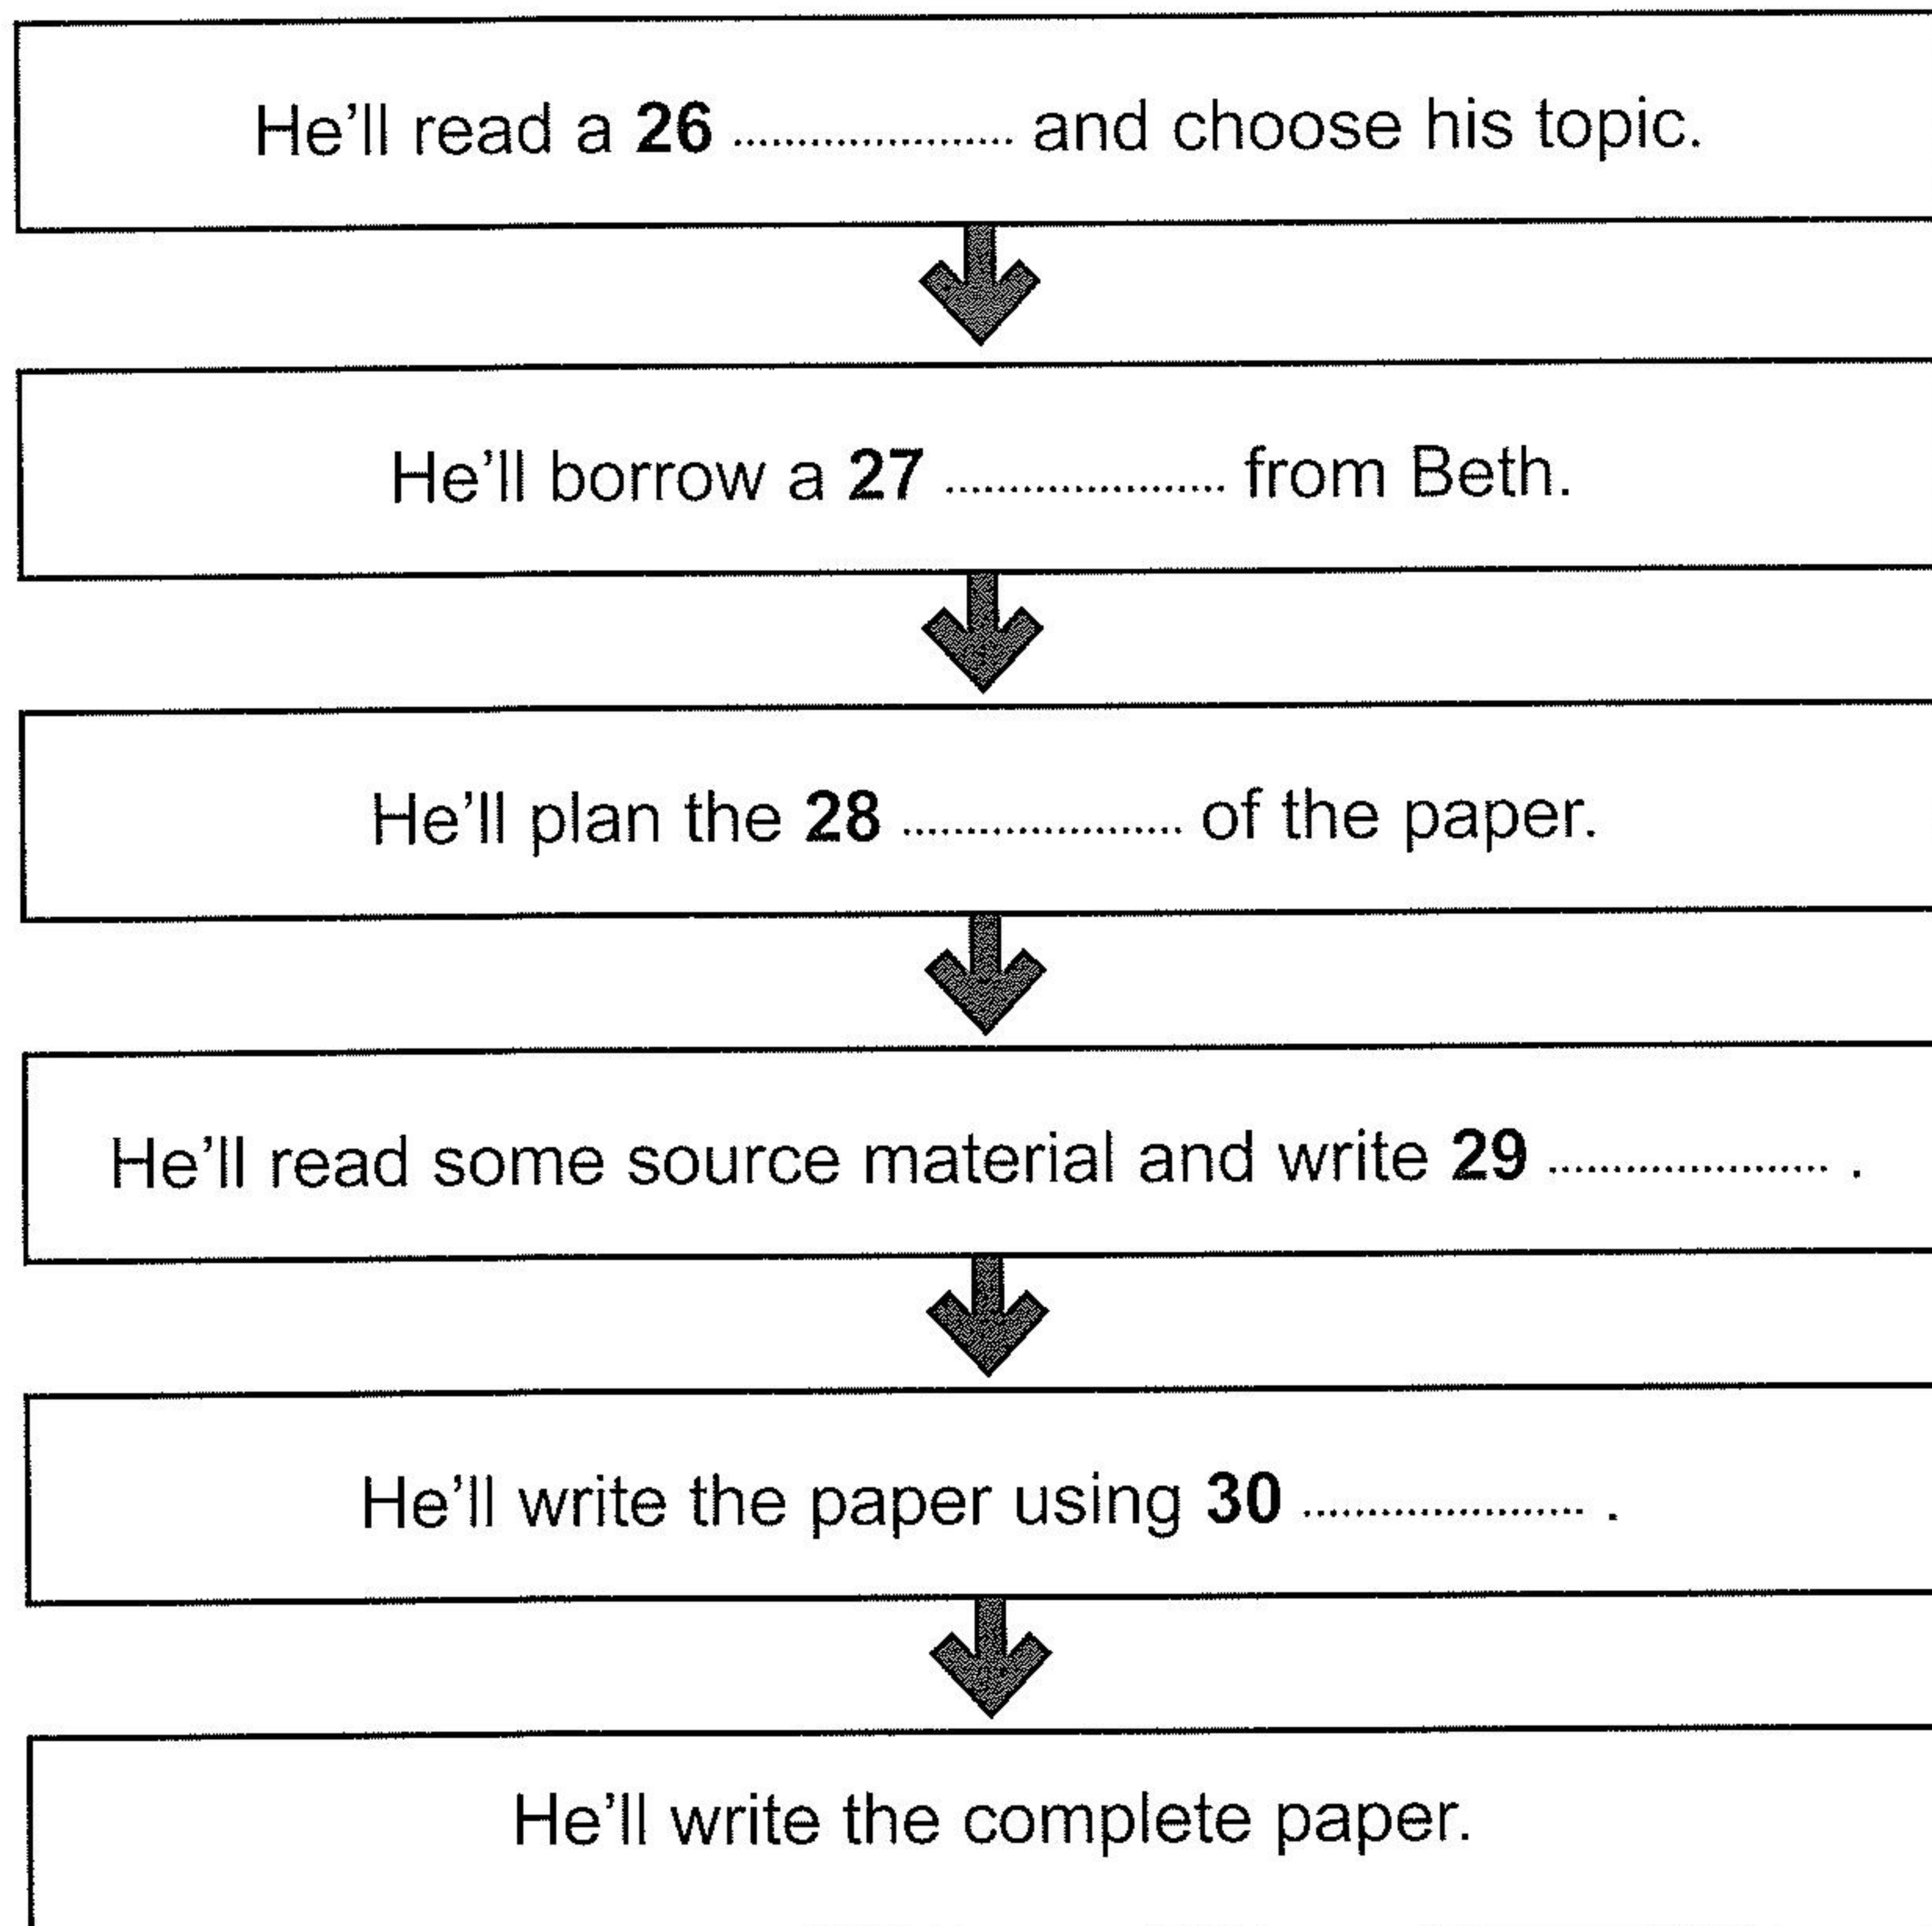 He'll read a 26 ..................... and choose his topic.
He'll borrow a 27 ..................... from Beth.
He'll plan the 28 ..................... of the paper.
He'll read some source material and write 29 ..................... .
He'll write the paper using 30 ..................... .
He'll write the complete paper.